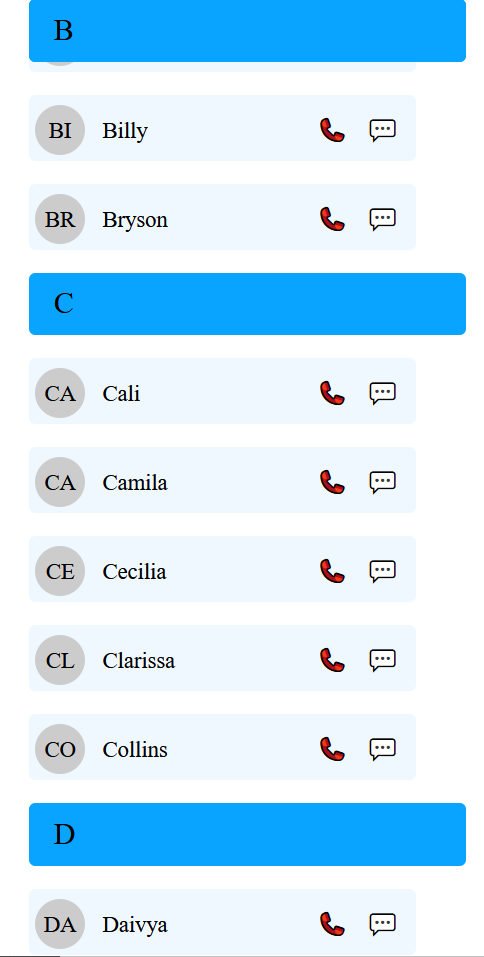 B
BI Billy
BR Bryson
C
CA Cali
CA Camila
CE Cecilia
CL Clarissa
CO Collins
D
DA Daivya